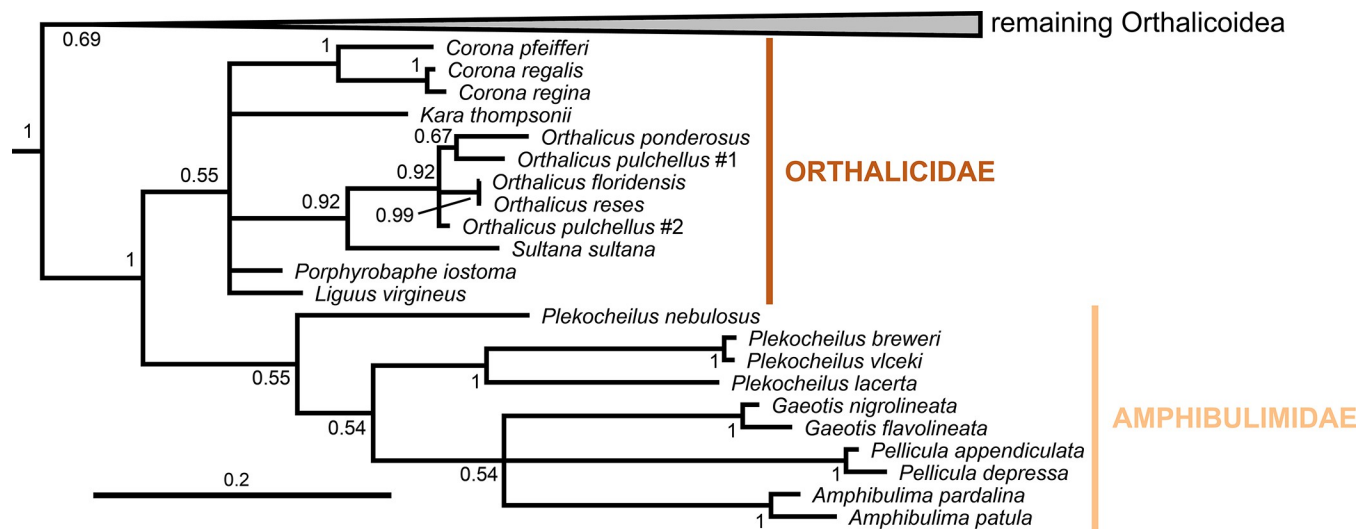 remaining Orthalicoidea
0.69
1
Corona pfeifferi
1
Corona regalis
Corona regina
Kara thompsonii
1
0.67
Orthalicus ponderosus
Orthalicus pulchellus #1
0.55
0.92
ORTHALICIDAE
Orthalicus floridensis
0.92
Orthalicus reses
0.99
Orthalicus pulchellus #2
Sultana sultana
1
Porphyrobaphe iostoma
Liguus virgineus
Plekocheilus nebulosus
Plekocheilus breweri
1
Plekocheilus vlceki
0.55
1
Plekocheilus lacerta
Gaeotis nigrolineata
0.54
1
Gaeotis flavolineata
AMPHIBULIMIDAE
Pellicula appendiculata
0.54
1
Pellicula depressa
0.2
Amphibulima pardalina
1
Amphibulima patula